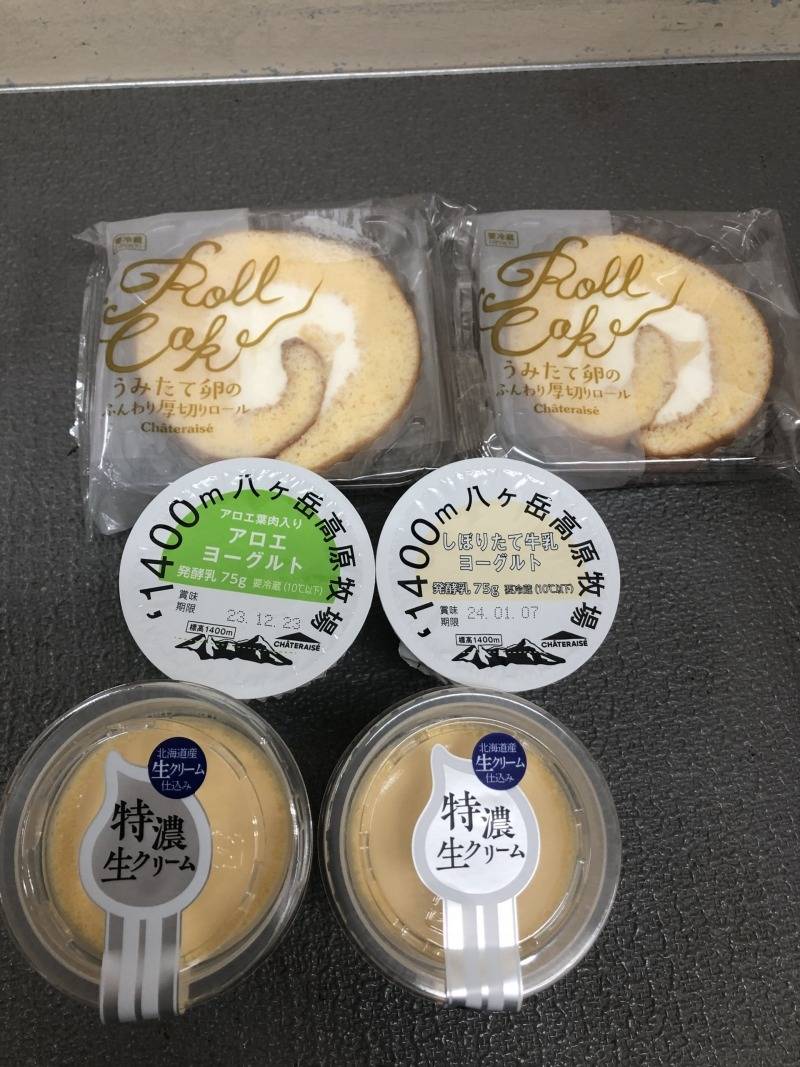 要冷蔵
Roll
Cake
うみたて卵の
ふんわり厚切りロール
Châteraisé
要冷蔵
Roll
Cake
うみたて卵の
ふんわり厚切りロール
Châteraisé
1400m八ヶ岳高原牧場
アロエ葉肉入り
アロエ
ヨーグルト
発酵乳 75g 要冷蔵(10℃以下)
賞味
期限 23.12.23
標高1400m
CHÂTERAISÉ
1400m八ヶ岳高原牧場
しぼりたて牛乳
ヨーグルト
発酵乳 75g 要冷蔵(10℃以下)
賞味
期限 24.01.07
標高1400m
CHÂTERAISÉ
北海道産
生クリーム
仕込み
特濃
生クリーム
北海道産
生クリーム
仕込み
特濃
生クリーム